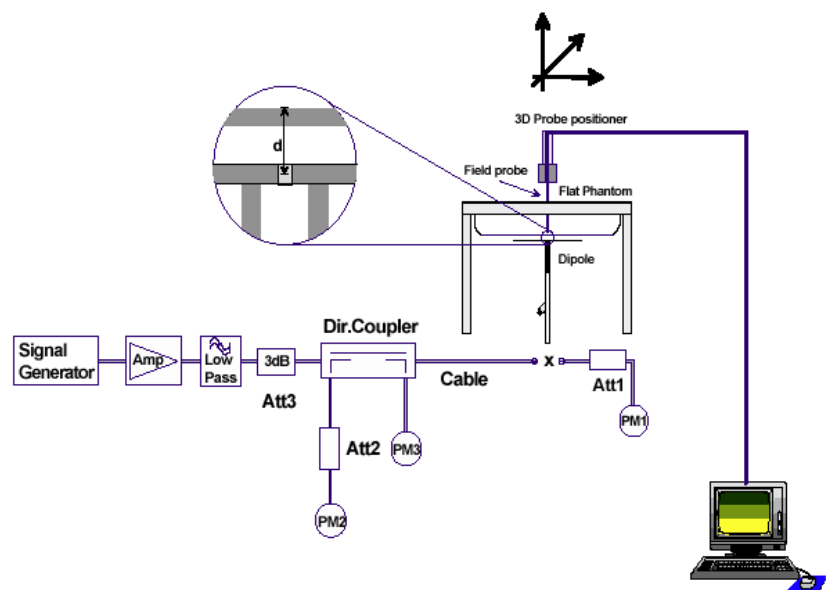 3D Probe positioner
d
Field probe
Flat Phantom
Dipole
Dir.Coupler
Signal
Generator
Amp
Low
Pass
3dB
Att3
Cable
x
Att1
PM1
Att2
PM3
PM2